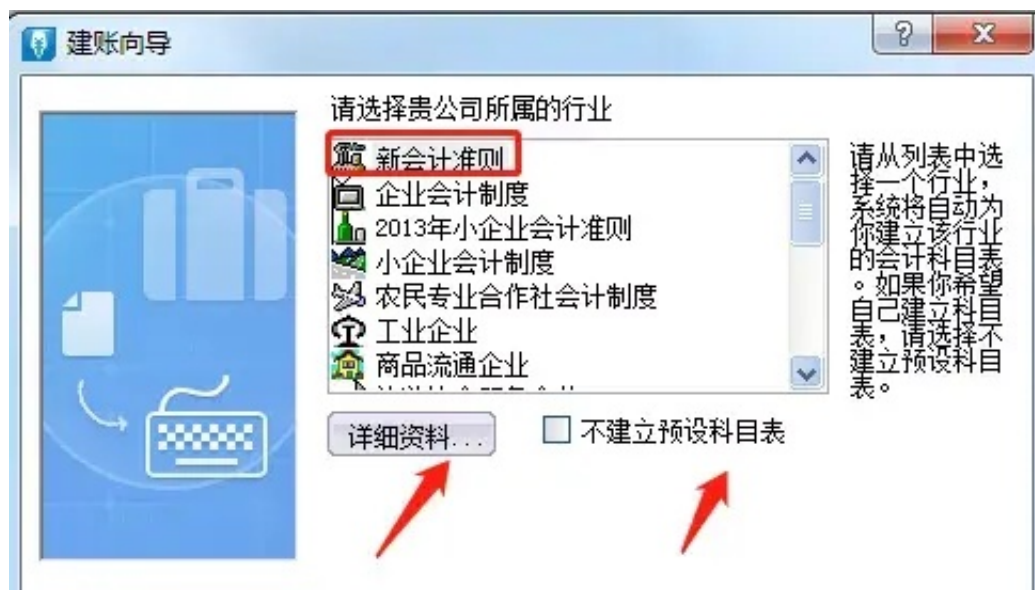 建账向导
请选择贵公司所属的行业
新会计准则
企业会计制度
2013年小企业会计准则
小企业会计制度
农民专业合作社会计制度
工业企业
商品流通企业
详细资料...
不建立预设科目表
请从列表中选
择一个行业，
系统将自动为
你建立该行业
的会计科目表
。如果你希望
自己建立科目
表，请选择不
建立预设科目
表。